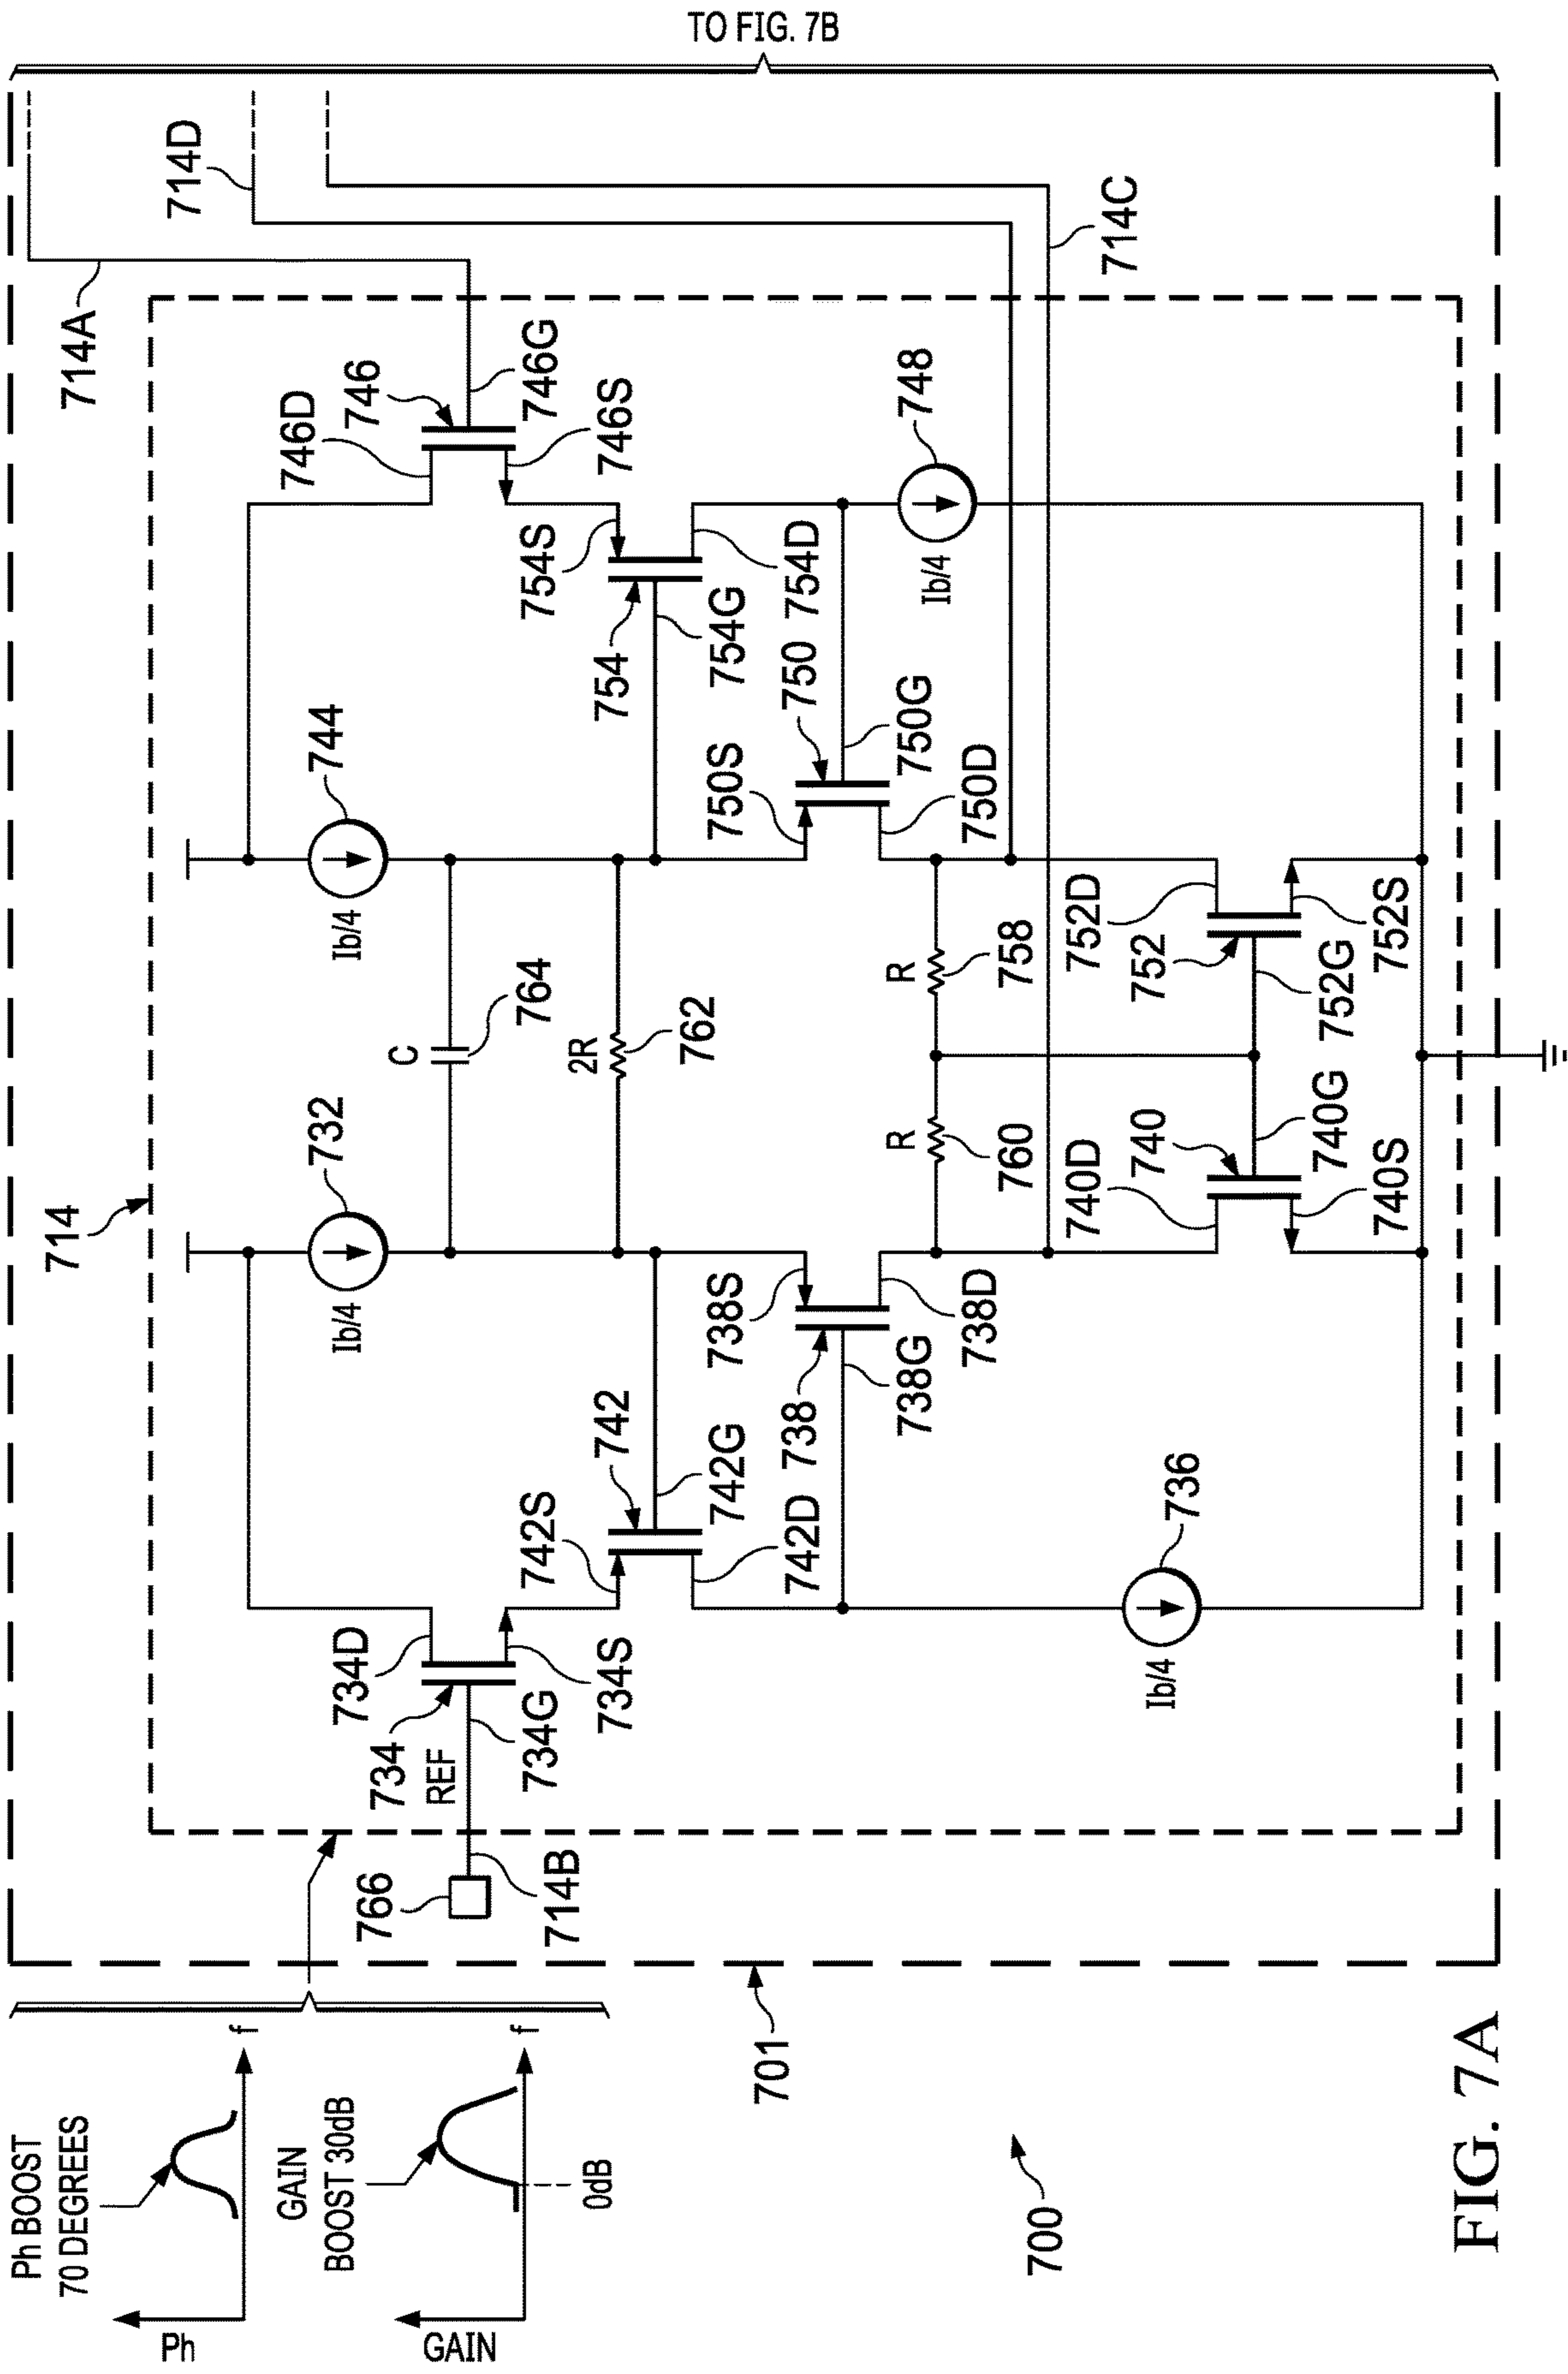 TO FIG. 7B
714D
714A
714C
746D
746
746G
746S
748
Ib/4
754S
754
754G
754D
744
Ib/4
750S
750
750G
750D
C
764
2R
762
R
758
752D
752
752G
752S
714
732
Ib/4
R
760
740D
740
740G
740S
738S
738
738G
738D
742
742S
742G
742D
736
Ib/4
734D
734
734G
734S
REF
766
714B
701
700
Ph BOOST
70 DEGREES
Ph
f
GAIN
BOOST 30dB
0dB
GAIN
f
FIG. 7A